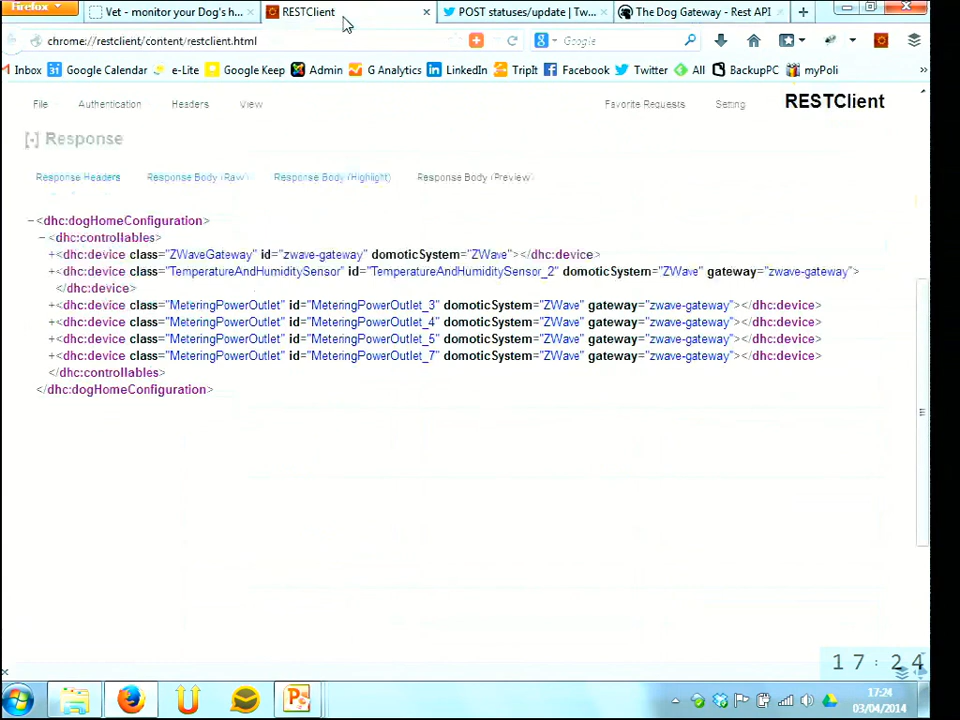 Firefox
Vet - monitor your Dog's h...
RESTClient
POST statuses/update | Tw...
The Dog Gateway - Rest API
chrome://restclient/content/restclient.html
Google
Inbox
Google Calendar
e-Lite
Google Keep
Admin
G Analytics
LinkedIn
TripIt
Facebook
Twitter
All
BackupPC
myPoli
File
Authentication
Headers
View
Favorite Requests
Setting
RESTClient
[-] Response
Response Headers
Response Body (Raw)
Response Body (Highlight)
Response Body (Preview)
−<dhc:dogHomeConfiguration>
−<dhc:controllables>
+<dhc:device class="ZWaveGateway" id="zwave-gateway" domoticSystem="ZWave"></dhc:device>
+<dhc:device class="TemperatureAndHumiditySensor" id="TemperatureAndHumiditySensor_2" domoticSystem="ZWave" gateway="zwave-gateway">
</dhc:device>
+<dhc:device class="MeteringPowerOutlet" id="MeteringPowerOutlet_3" domoticSystem="ZWave" gateway="zwave-gateway"></dhc:device>
+<dhc:device class="MeteringPowerOutlet" id="MeteringPowerOutlet_4" domoticSystem="ZWave" gateway="zwave-gateway"></dhc:device>
+<dhc:device class="MeteringPowerOutlet" id="MeteringPowerOutlet_5" domoticSystem="ZWave" gateway="zwave-gateway"></dhc:device>
+<dhc:device class="MeteringPowerOutlet" id="MeteringPowerOutlet_7" domoticSystem="ZWave" gateway="zwave-gateway"></dhc:device>
</dhc:controllables>
</dhc:dogHomeConfiguration>
17:24
17:24
03/04/2014